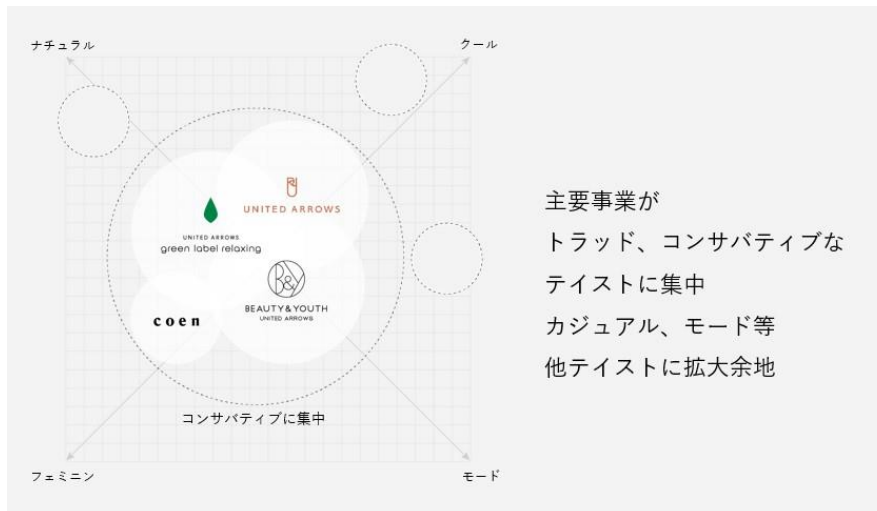 ナチュラル
クール
UNITED ARROWS
UNITED ARROWS
green label relaxing
B&Y
BEAUTY&YOUTH
UNITED ARROWS
coen
コンサバティブに集中
フェミニン
モード
主要事業が
トラッド、コンサバティブな
テイストに集中
カジュアル、モード等
他テイストに拡大余地